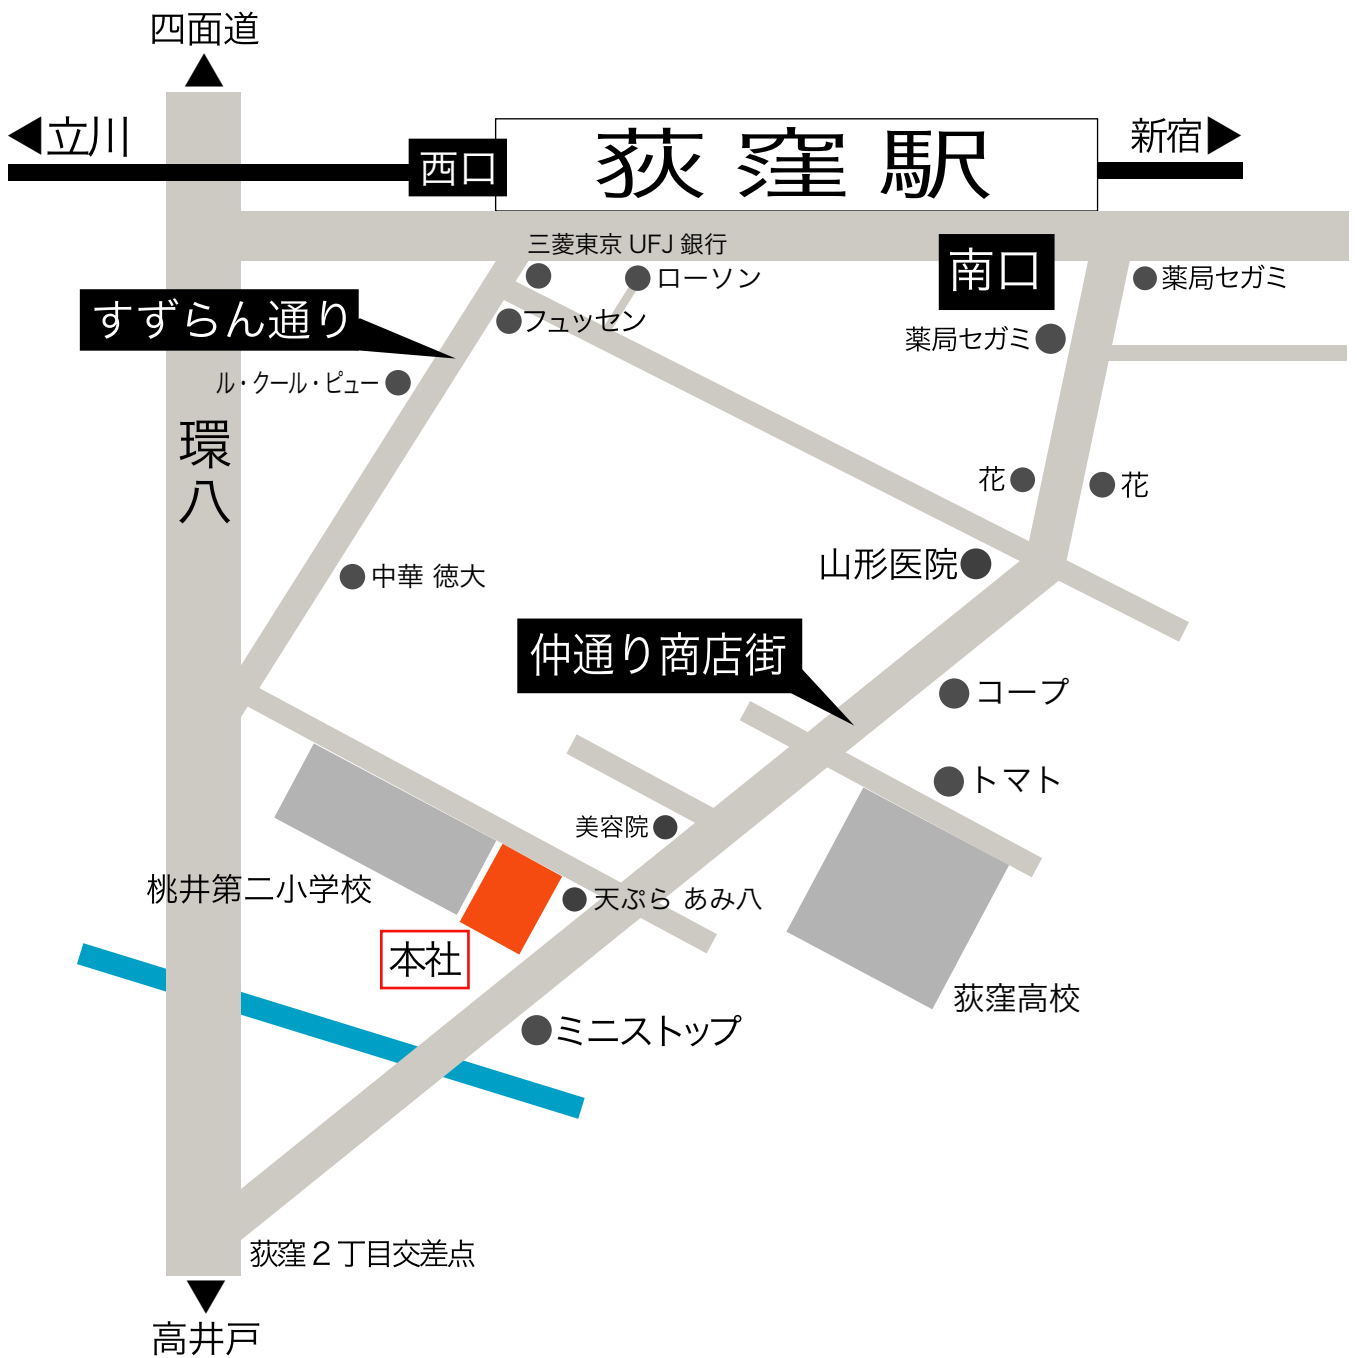 四面道
立川
西口
荻窪駅
新宿
三菱東京 UFJ 銀行
ローソン
南口
薬局セガミ
すずらん通り
フュッセン
薬局セガミ
ル・クール・ピュー
環八
花
花
山形医院
中華 徳大
仲通り商店街
コープ
トマト
美容院
桃井第二小学校
天ぷら あみ八
本社
荻窪高校
ミニストップ
荻窪2丁目交差点
高井戸